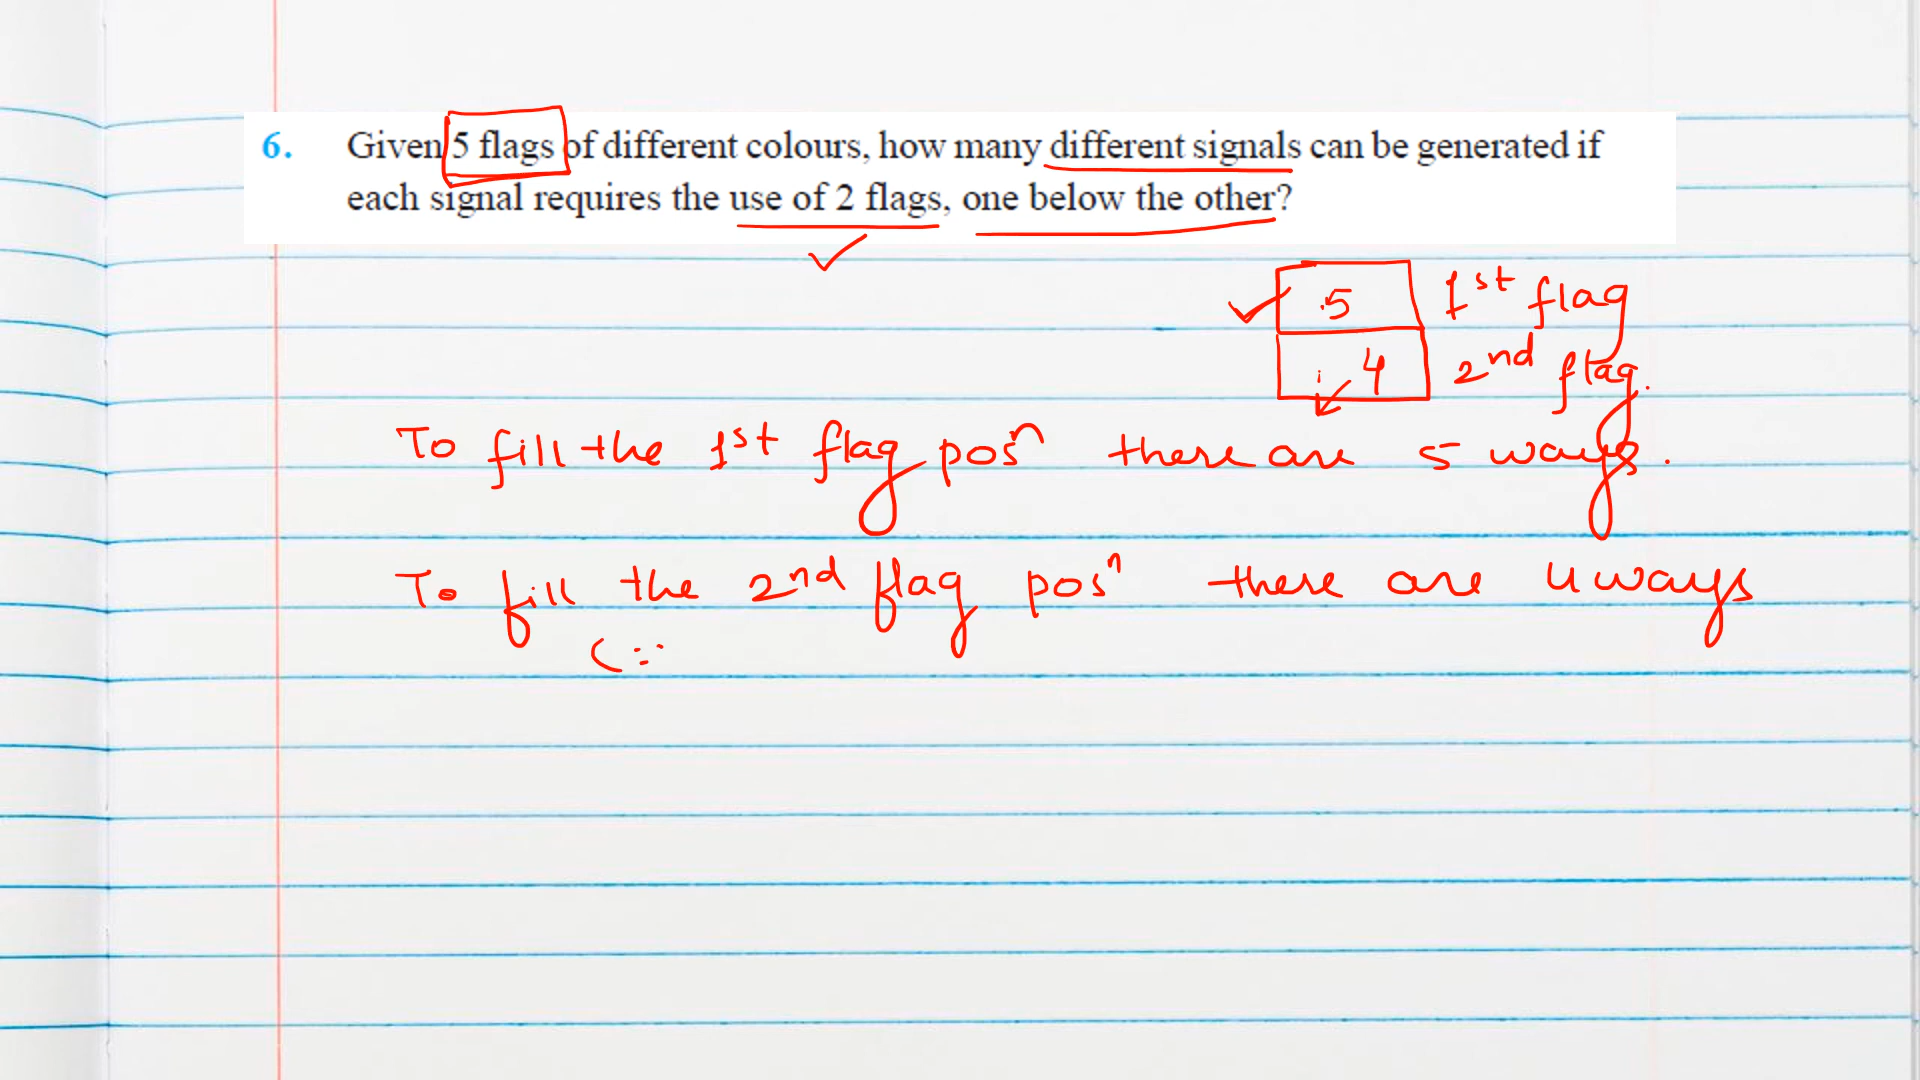 6. Given 5 flags of different colours, how many different signals can be generated if
each signal requires the use of 2 flags, one below the other?
5 1st flag
4 2nd flag.
To fill the 1st flag posn there are 5 ways.
To fill the 2nd flag posn there are 4 ways
(∵